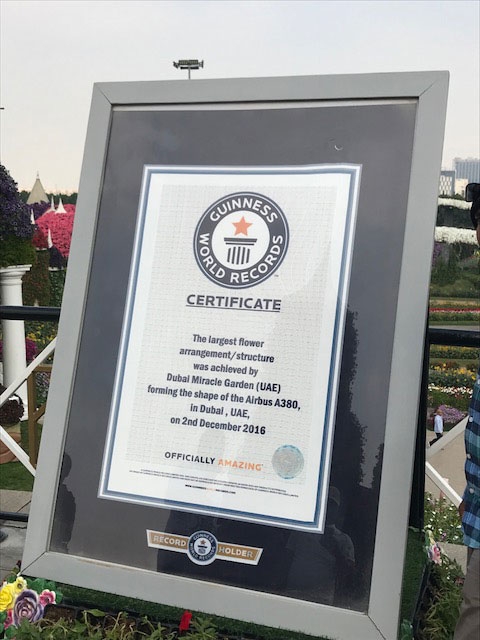 GUINNESS
WORLD RECORDS
CERTIFICATE
The largest flower
arrangement/structure
was achieved by
Dubai Miracle Garden (UAE)
forming the shape of the Airbus A380,
in Dubai , UAE,
on 2nd December 2016
OFFICIALLY AMAZING
RECORD HOLDER